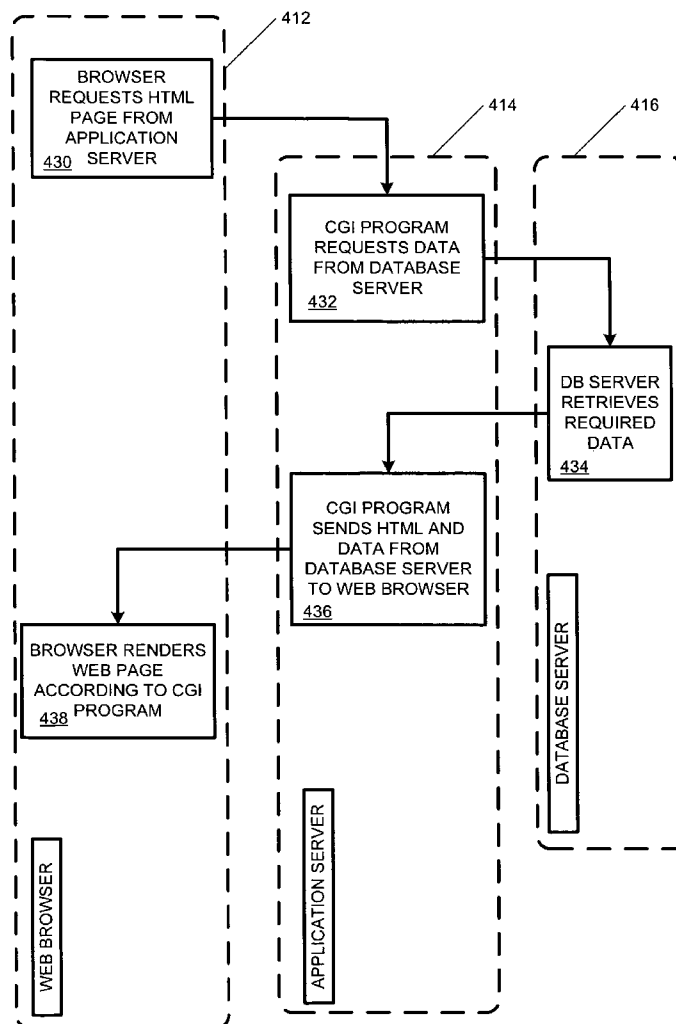 412
BROWSER
REQUESTS HTML
PAGE FROM
APPLICATION
SERVER
430
414
416
CGI PROGRAM
REQUESTS DATA
FROM DATABASE
SERVER
432
DB SERVER
RETRIEVES
REQUIRED
DATA
434
CGI PROGRAM
SENDS HTML AND
DATA FROM
DATABASE SERVER
TO WEB BROWSER
436
BROWSER RENDERS
WEB PAGE
ACCORDING TO CGI
PROGRAM
438
WEB BROWSER
APPLICATION SERVER
DATABASE SERVER